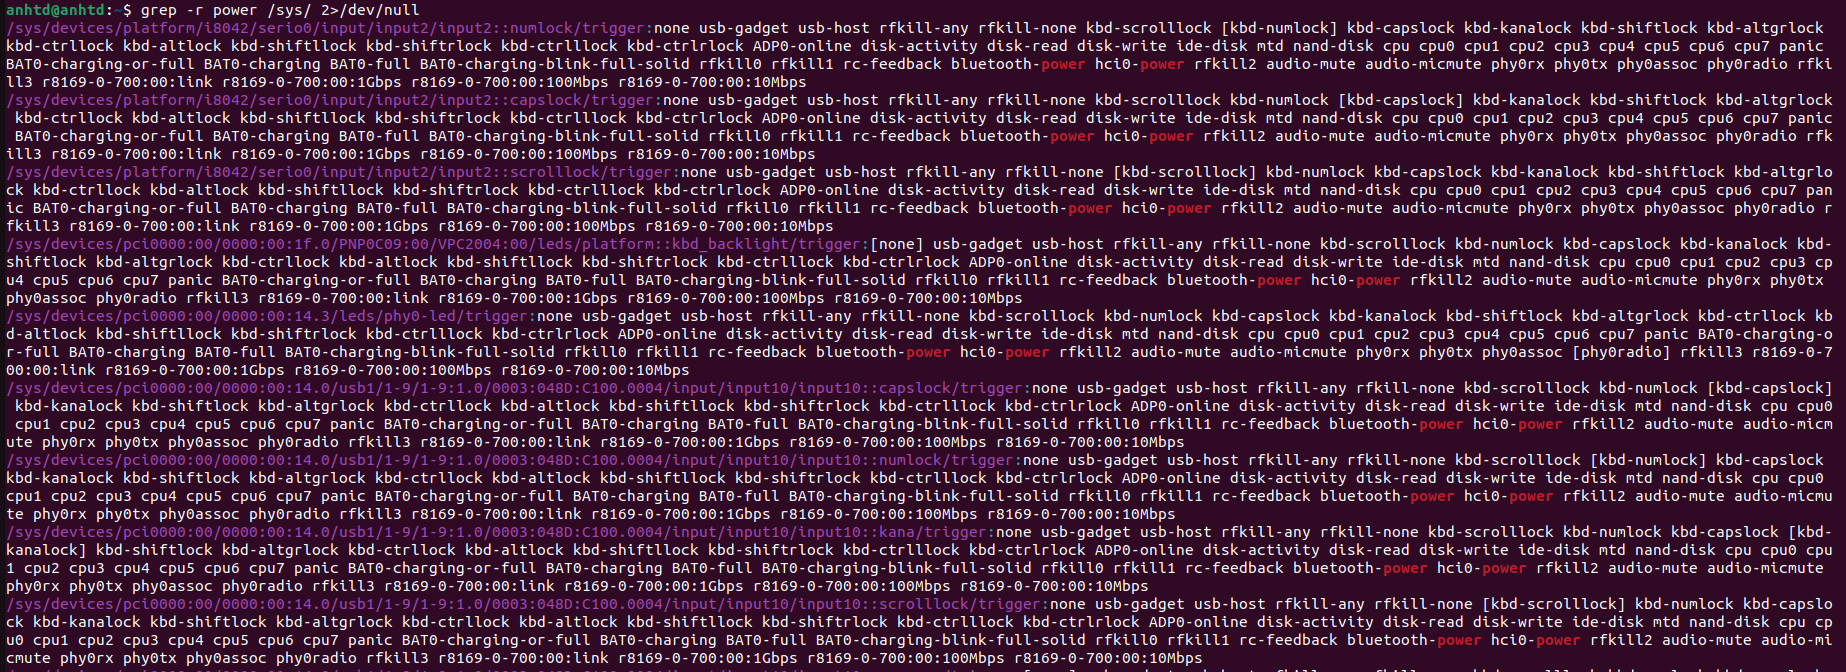 anhtd@anhtd:~$ grep -r power /sys/ 2>/dev/null
/sys/devices/platform/i8042/serio0/input/input2/input2::numlock/trigger:none usb-gadget usb-host rfkill-any rfkill-none kbd-scrolllock [kbd-numlock] kbd-capslock kbd-kanalock kbd-shiftlock kbd-altgrlock
kbd-ctrllock kbd-altlock kbd-shiftllock kbd-shiftrlock kbd-ctrlllock kbd-ctrlrlock ADP0-online disk-activity disk-read disk-write ide-disk mtd nand-disk cpu cpu0 cpu1 cpu2 cpu3 cpu4 cpu5 cpu6 cpu7 panic
BAT0-charging-or-full BAT0-charging BAT0-full BAT0-charging-blink-full-solid rfkill0 rfkill1 rc-feedback bluetooth-power hci0-power rfkill2 audio-mute audio-micmute phy0rx phy0tx phy0assoc phy0radio rfki
ll3 r8169-0-700:00:link r8169-0-700:00:1Gbps r8169-0-700:00:100Mbps r8169-0-700:00:10Mbps
/sys/devices/platform/i8042/serio0/input/input2/input2::capslock/trigger:none usb-gadget usb-host rfkill-any rfkill-none kbd-scrolllock kbd-numlock [kbd-capslock] kbd-kanalock kbd-shiftlock kbd-altgrlock
kbd-ctrllock kbd-altlock kbd-shiftllock kbd-shiftrlock kbd-ctrlllock kbd-ctrlrlock ADP0-online disk-activity disk-read disk-write ide-disk mtd nand-disk cpu cpu0 cpu1 cpu2 cpu3 cpu4 cpu5 cpu6 cpu7 panic
BAT0-charging-or-full BAT0-charging BAT0-full BAT0-charging-blink-full-solid rfkill0 rfkill1 rc-feedback bluetooth-power hci0-power rfkill2 audio-mute audio-micmute phy0rx phy0tx phy0assoc phy0radio rfk
ill3 r8169-0-700:00:link r8169-0-700:00:1Gbps r8169-0-700:00:100Mbps r8169-0-700:00:10Mbps
/sys/devices/platform/i8042/serio0/input/input2/input2::scrolllock/trigger:none usb-gadget usb-host rfkill-any rfkill-none [kbd-scrolllock] kbd-numlock kbd-capslock kbd-kanalock kbd-shiftlock kbd-altgrlo
ck kbd-ctrllock kbd-altlock kbd-shiftllock kbd-shiftrlock kbd-ctrlllock kbd-ctrlrlock ADP0-online disk-activity disk-read disk-write ide-disk mtd nand-disk cpu cpu0 cpu1 cpu2 cpu3 cpu4 cpu5 cpu6 cpu7 pan
ic BAT0-charging-or-full BAT0-charging BAT0-full BAT0-charging-blink-full-solid rfkill0 rfkill1 rc-feedback bluetooth-power hci0-power rfkill2 audio-mute audio-micmute phy0rx phy0tx phy0assoc phy0radio r
fkill3 r8169-0-700:00:link r8169-0-700:00:1Gbps r8169-0-700:00:100Mbps r8169-0-700:00:10Mbps
/sys/devices/pci0000:00/0000:00:1f.0/PNP0C09:00/VPC2004:00/leds/platform::kbd_backlight/trigger:[none] usb-gadget usb-host rfkill-any rfkill-none kbd-scrolllock kbd-numlock kbd-capslock kbd-kanalock kbd-
shiftlock kbd-altgrlock kbd-ctrllock kbd-altlock kbd-shiftllock kbd-shiftrlock kbd-ctrlllock kbd-ctrlrlock ADP0-online disk-activity disk-read disk-write ide-disk mtd nand-disk cpu cpu0 cpu1 cpu2 cpu3 cp
u4 cpu5 cpu6 cpu7 panic BAT0-charging-or-full BAT0-charging BAT0-full BAT0-charging-blink-full-solid rfkill0 rfkill1 rc-feedback bluetooth-power hci0-power rfkill2 audio-mute audio-micmute phy0rx phy0tx
phy0assoc phy0radio rfkill3 r8169-0-700:00:link r8169-0-700:00:1Gbps r8169-0-700:00:100Mbps r8169-0-700:00:10Mbps
/sys/devices/pci0000:00/0000:00:14.3/leds/phy0-led/trigger:none usb-gadget usb-host rfkill-any rfkill-none kbd-scrolllock kbd-numlock kbd-capslock kbd-kanalock kbd-shiftlock kbd-altgrlock kbd-ctrllock kb
d-altlock kbd-shiftllock kbd-shiftrlock kbd-ctrlllock kbd-ctrlrlock ADP0-online disk-activity disk-read disk-write ide-disk mtd nand-disk cpu cpu0 cpu1 cpu2 cpu3 cpu4 cpu5 cpu6 cpu7 panic BAT0-charging-o
r-full BAT0-charging BAT0-full BAT0-charging-blink-full-solid rfkill0 rfkill1 rc-feedback bluetooth-power hci0-power rfkill2 audio-mute audio-micmute phy0rx phy0tx phy0assoc [phy0radio] rfkill3 r8169-0-7
00:00:link r8169-0-700:00:1Gbps r8169-0-700:00:100Mbps r8169-0-700:00:10Mbps
/sys/devices/pci0000:00/0000:00:14.0/usb1/1-9/1-9:1.0/0003:048D:C100.0004/input/input10/input10::capslock/trigger:none usb-gadget usb-host rfkill-any rfkill-none kbd-scrolllock kbd-numlock [kbd-capslock]
kbd-kanalock kbd-shiftlock kbd-altgrlock kbd-ctrllock kbd-altlock kbd-shiftllock kbd-shiftrlock kbd-ctrlllock kbd-ctrlrlock ADP0-online disk-activity disk-read disk-write ide-disk mtd nand-disk cpu cpu0
cpu1 cpu2 cpu3 cpu4 cpu5 cpu6 cpu7 panic BAT0-charging-or-full BAT0-charging BAT0-full BAT0-charging-blink-full-solid rfkill0 rfkill1 rc-feedback bluetooth-power hci0-power rfkill2 audio-mute audio-micm
ute phy0rx phy0tx phy0assoc phy0radio rfkill3 r8169-0-700:00:link r8169-0-700:00:1Gbps r8169-0-700:00:100Mbps r8169-0-700:00:10Mbps
/sys/devices/pci0000:00/0000:00:14.0/usb1/1-9/1-9:1.0/0003:048D:C100.0004/input/input10/input10::numlock/trigger:none usb-gadget usb-host rfkill-any rfkill-none kbd-scrolllock [kbd-numlock] kbd-capslock
kbd-kanalock kbd-shiftlock kbd-altgrlock kbd-ctrllock kbd-altlock kbd-shiftllock kbd-shiftrlock kbd-ctrlllock kbd-ctrlrlock ADP0-online disk-activity disk-read disk-write ide-disk mtd nand-disk cpu cpu0
cpu1 cpu2 cpu3 cpu4 cpu5 cpu6 cpu7 panic BAT0-charging-or-full BAT0-charging BAT0-full BAT0-charging-blink-full-solid rfkill0 rfkill1 rc-feedback bluetooth-power hci0-power rfkill2 audio-mute audio-micmu
te phy0rx phy0tx phy0assoc phy0radio rfkill3 r8169-0-700:00:link r8169-0-700:00:1Gbps r8169-0-700:00:100Mbps r8169-0-700:00:10Mbps
/sys/devices/pci0000:00/0000:00:14.0/usb1/1-9/1-9:1.0/0003:048D:C100.0004/input/input10/input10::kana/trigger:none usb-gadget usb-host rfkill-any rfkill-none kbd-scrolllock kbd-numlock kbd-capslock [kbd-
kanalock] kbd-shiftlock kbd-altgrlock kbd-ctrllock kbd-altlock kbd-shiftllock kbd-shiftrlock kbd-ctrlllock kbd-ctrlrlock ADP0-online disk-activity disk-read disk-write ide-disk mtd nand-disk cpu cpu0 cpu
1 cpu2 cpu3 cpu4 cpu5 cpu6 cpu7 panic BAT0-charging-or-full BAT0-charging BAT0-full BAT0-charging-blink-full-solid rfkill0 rfkill1 rc-feedback bluetooth-power hci0-power rfkill2 audio-mute audio-micmute
phy0rx phy0tx phy0assoc phy0radio rfkill3 r8169-0-700:00:link r8169-0-700:00:1Gbps r8169-0-700:00:100Mbps r8169-0-700:00:10Mbps
/sys/devices/pci0000:00/0000:00:14.0/usb1/1-9/1-9:1.0/0003:048D:C100.0004/input/input10/input10::scrolllock/trigger:none usb-gadget usb-host rfkill-any rfkill-none [kbd-scrolllock] kbd-numlock kbd-capslo
ck kbd-kanalock kbd-shiftlock kbd-altgrlock kbd-ctrllock kbd-altlock kbd-shiftllock kbd-shiftrlock kbd-ctrlllock kbd-ctrlrlock ADP0-online disk-activity disk-read disk-write ide-disk mtd nand-disk cpu cp
u0 cpu1 cpu2 cpu3 cpu4 cpu5 cpu6 cpu7 panic BAT0-charging-or-full BAT0-charging BAT0-full BAT0-charging-blink-full-solid rfkill0 rfkill1 rc-feedback bluetooth-power hci0-power rfkill2 audio-mute audio-mi
cmute phy0rx phy0tx phy0assoc phy0radio rfkill3 r8169-0-700:00:link r8169-0-700:00:1Gbps r8169-0-700:00:100Mbps r8169-0-700:00:10Mbps